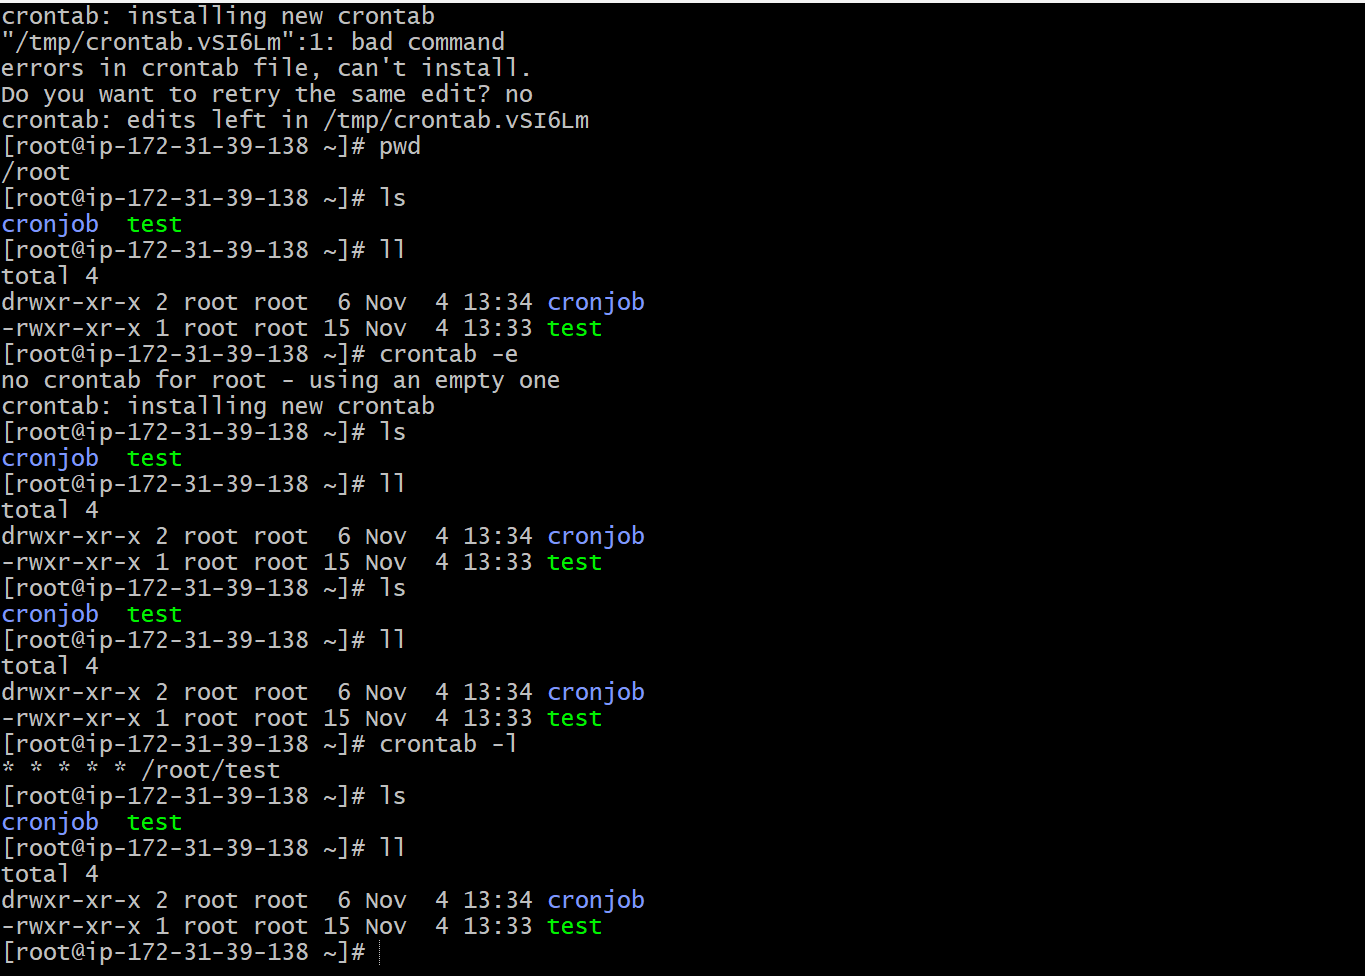 crontab: installing new crontab
"/tmp/crontab.vSI6Lm":1: bad command
errors in crontab file, can't install.
Do you want to retry the same edit? no
crontab: edits left in /tmp/crontab.vSI6Lm
[root@ip-172-31-39-138 ~]# pwd
/root
[root@ip-172-31-39-138 ~]# ls
cronjob  test
[root@ip-172-31-39-138 ~]# ll
total 4
drwxr-xr-x 2 root root  6 Nov  4 13:34 cronjob
-rwxr-xr-x 1 root root 15 Nov  4 13:33 test
[root@ip-172-31-39-138 ~]# crontab -e
no crontab for root - using an empty one
crontab: installing new crontab
[root@ip-172-31-39-138 ~]# ls
cronjob  test
[root@ip-172-31-39-138 ~]# ll
total 4
drwxr-xr-x 2 root root  6 Nov  4 13:34 cronjob
-rwxr-xr-x 1 root root 15 Nov  4 13:33 test
[root@ip-172-31-39-138 ~]# ls
cronjob  test
[root@ip-172-31-39-138 ~]# ll
total 4
drwxr-xr-x 2 root root  6 Nov  4 13:34 cronjob
-rwxr-xr-x 1 root root 15 Nov  4 13:33 test
[root@ip-172-31-39-138 ~]# crontab -l
* * * * * /root/test
[root@ip-172-31-39-138 ~]# ls
cronjob  test
[root@ip-172-31-39-138 ~]# ll
total 4
drwxr-xr-x 2 root root  6 Nov  4 13:34 cronjob
-rwxr-xr-x 1 root root 15 Nov  4 13:33 test
[root@ip-172-31-39-138 ~]#